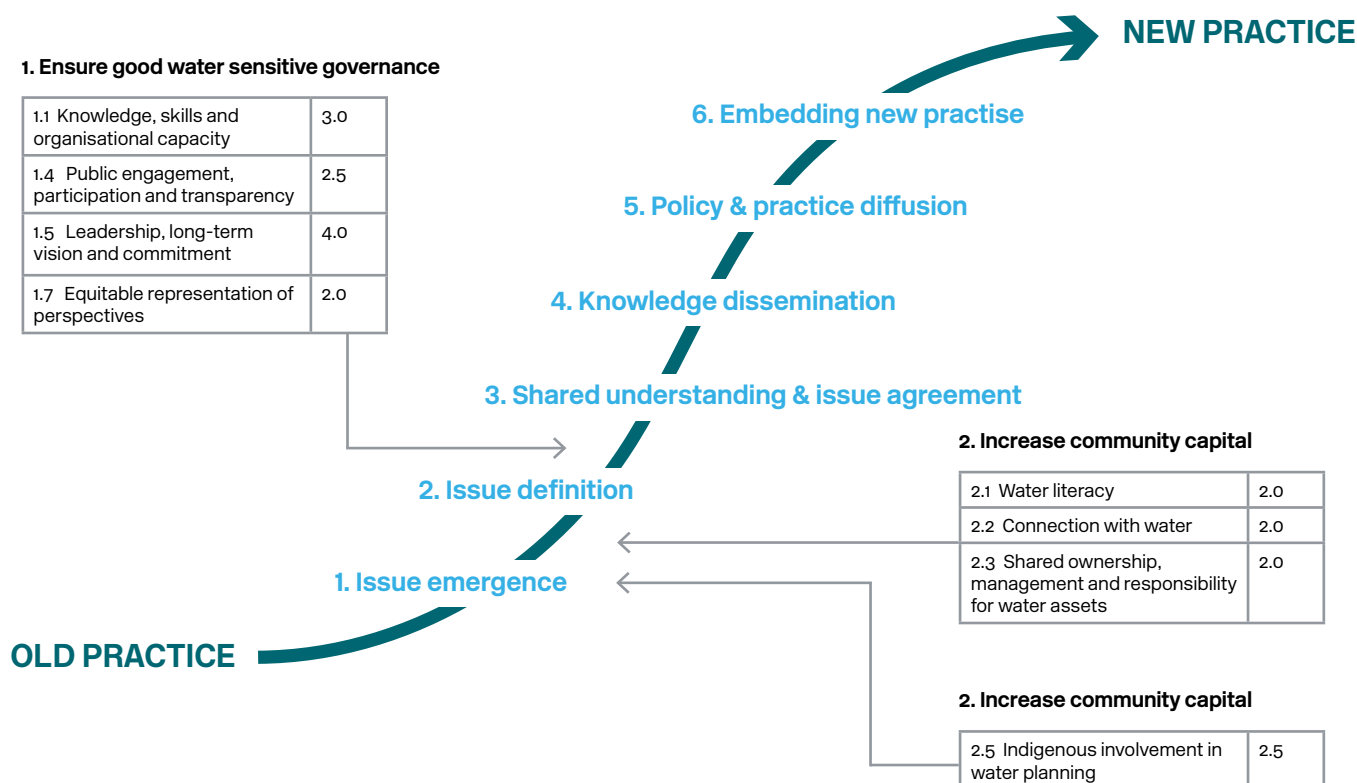 NEW PRACTICE
1. Ensure good water sensitive governance
1.1 Knowledge, skills and
organisational capacity
3.0
1.4 Public engagement,
participation and transparency
2.5
1.5 Leadership, long-term
vision and commitment
4.0
1.7 Equitable representation of
perspectives
2.0
6. Embedding new practise
5. Policy & practice diffusion
4. Knowledge dissemination
3. Shared understanding & issue agreement
2. Issue definition
1. Issue emergence
OLD PRACTICE
2. Increase community capital
2.1 Water literacy
2.0
2.2 Connection with water
2.0
2.3 Shared ownership,
management and responsibility
for water assets
2.0
2. Increase community capital
2.5 Indigenous involvement in
water planning
2.5